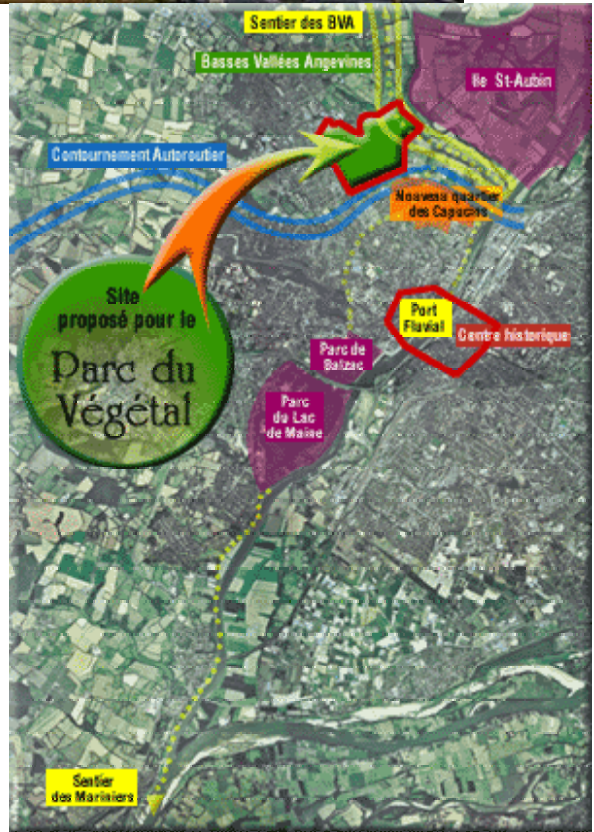 Sentier des BVA
Basses Vallées Angevines
Ile St-Aubin
Contournement Autoroutier
Nouveau quartier
des Capucins
Site
proposé pour le
Parc du
Végétal
Port
Fluvial
Centre historique
Parc de
Balzac
Parc
du Lac
de Maine
Sentier
des Mariniers